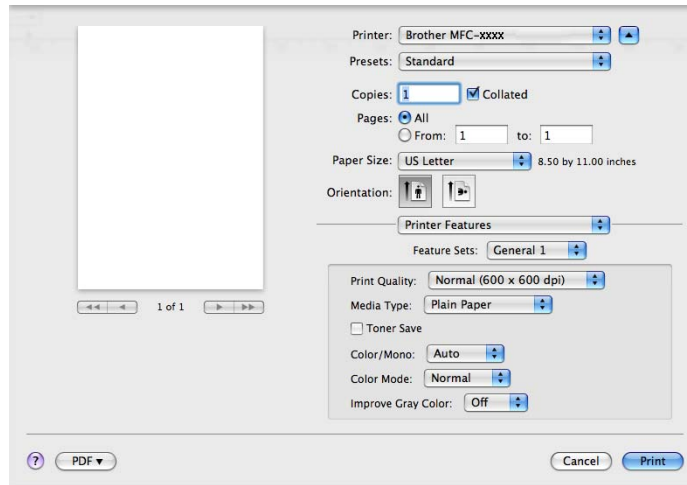 Printer: Brother MFC-xxxx
Presets: Standard
Copies: 1 Collated
Pages: All
From: 1 to: 1
Paper Size: US Letter 8.50 by 11.00 inches
Orientation:
Printer Features
Feature Sets: General 1
Print Quality: Normal (600 x 600 dpi)
Media Type: Plain Paper
Toner Save
Color/Mono: Auto
Color Mode: Normal
Improve Gray Color: Off
1 of 1
? PDF ▾ Cancel Print